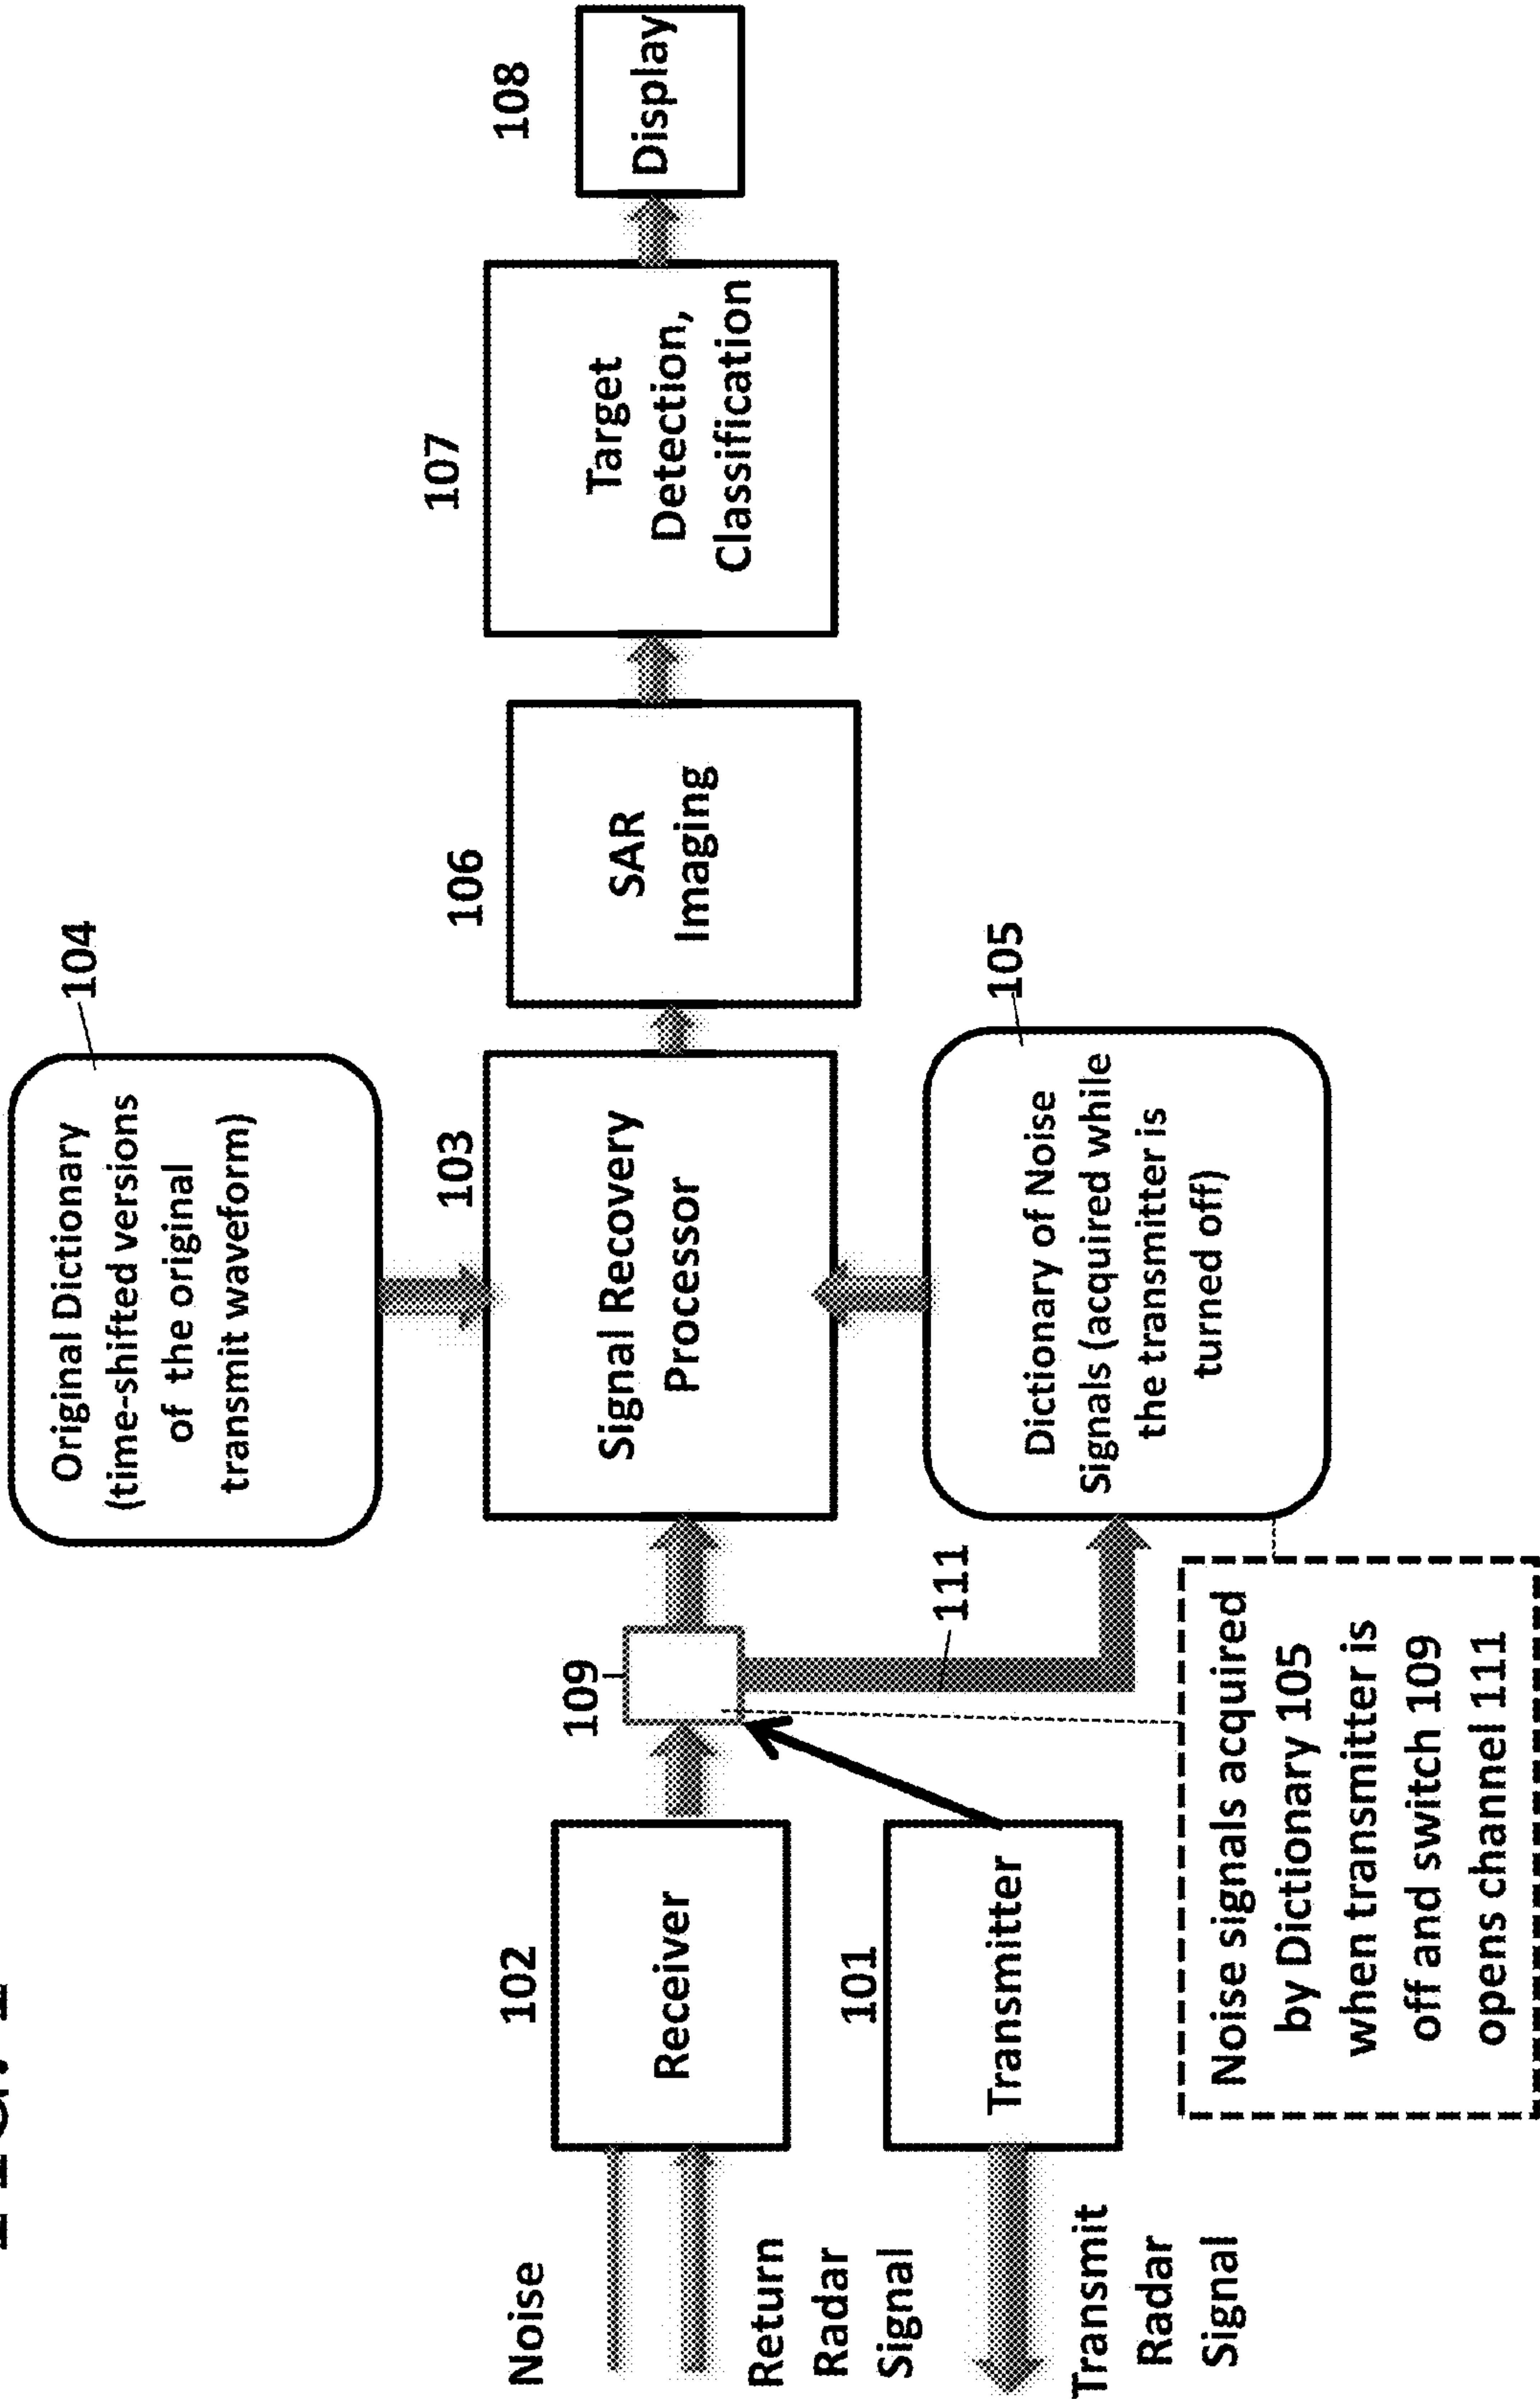 104
Original Dictionary
(time-shifted versions
of the original
transmit waveform)
102
109
103
106
107
108
Noise
Return
Radar
Signal
Receiver
Signal Recovery
Processor
SAR
Imaging
Target
Detection,
Classification
Display
101
Transmit
Radar
Signal
Transmitter
111
105
Dictionary of Noise
Signals (acquired while
the transmitter is
turned off)
Noise signals acquired
by Dictionary 105
when transmitter is
off and switch 109
opens channel 111